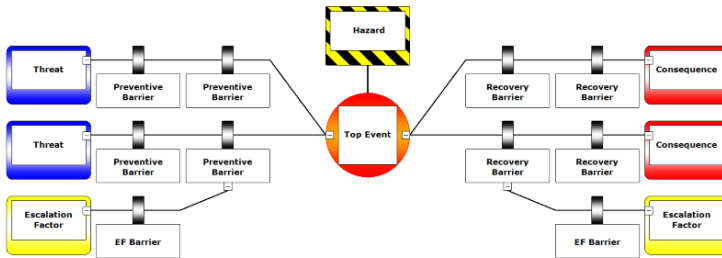 Hazard
Threat
Preventive
Barrier
Preventive
Barrier
Top Event
Recovery
Barrier
Recovery
Barrier
Consequence
Threat
Preventive
Barrier
Preventive
Barrier
Recovery
Barrier
Recovery
Barrier
Consequence
Escalation
Factor
EF Barrier
EF Barrier
Escalation
Factor